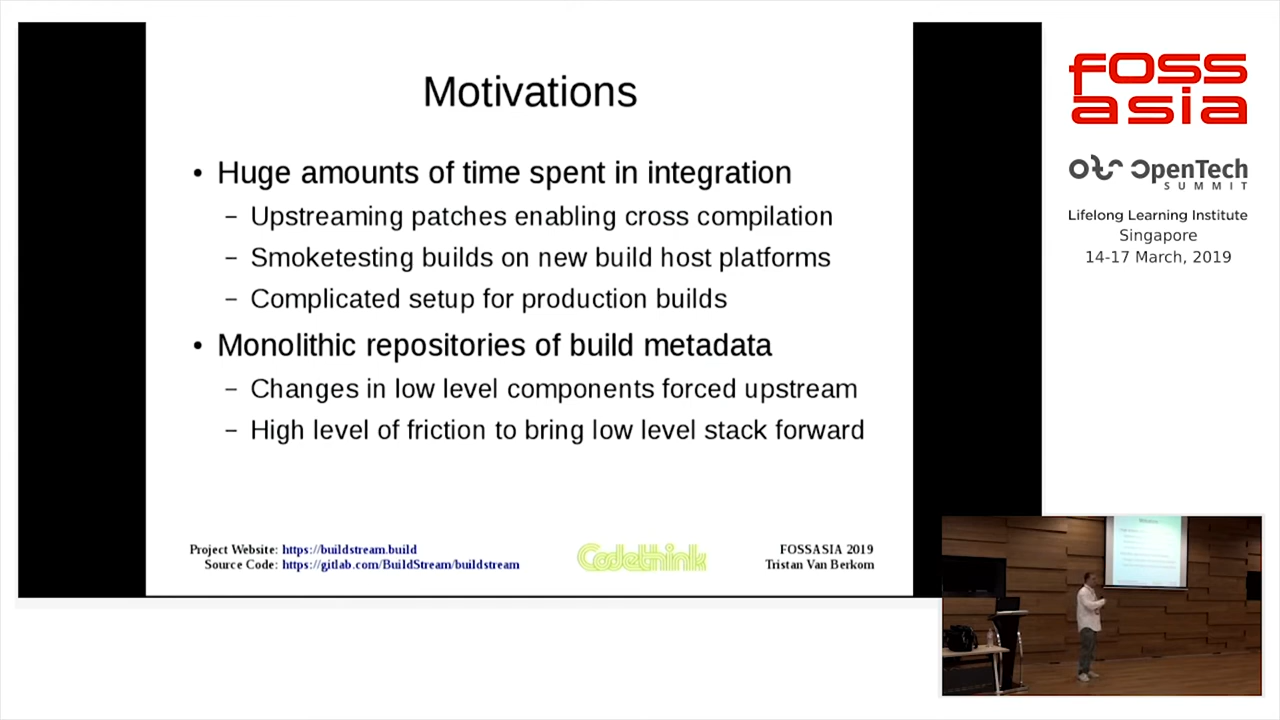 Motivations
• Huge amounts of time spent in integration
– Upstreaming patches enabling cross compilation
– Smoketesting builds on new build host platforms
– Complicated setup for production builds
• Monolithic repositories of build metadata
– Changes in low level components forced upstream
– High level of friction to bring low level stack forward
Project Website: https://buildstream.build
Source Code: https://gitlab.com/BuildStream/buildstream
Codethink
FOSSASIA 2019
Tristan Van Berkom
fOSS
asia
OpenTech
SUMMIT
Lifelong Learning Institute
Singapore
14-17 March, 2019